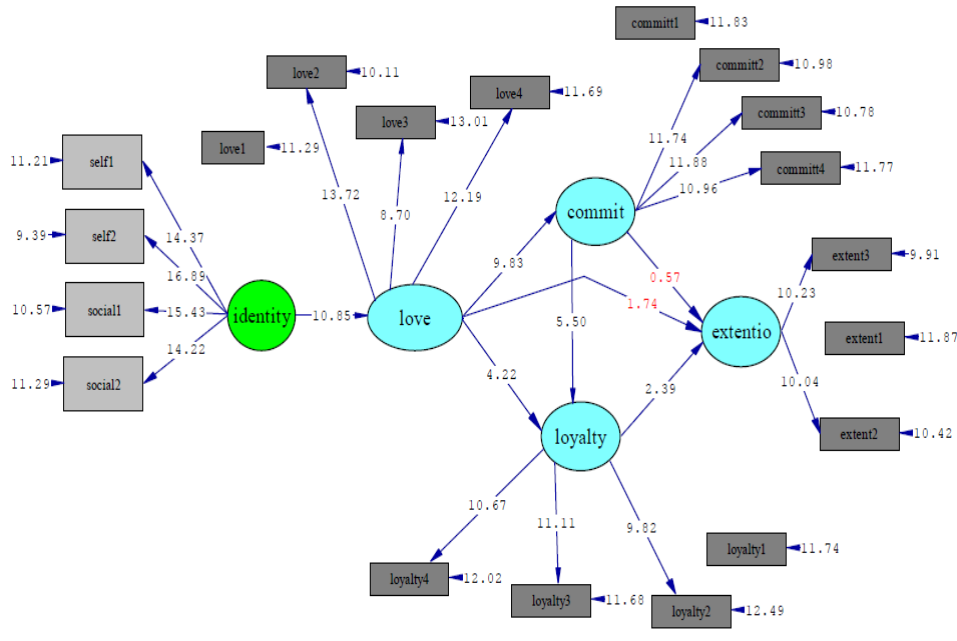 committ1 11.83
committ2 10.98
love2 10.11
love4 11.69
committ3 10.78
love3 13.01
11.74
love1 11.29
11.21 self1
11.88
committ4 11.77
13.72
12.19
10.96
8.70
commit
9.39 self2
14.37
extent3 9.91
9.83
16.89
0.57
10.23
10.57 social1
15.43
identity
10.85
love
5.50
1.74
extentio
extent1 11.87
14.22
11.29 social2
4.22
2.39
10.04
loyalty
extent2 10.42
10.67
11.11
9.82
loyalty1 11.74
loyalty4 12.02
loyalty3 11.68
loyalty2 12.49